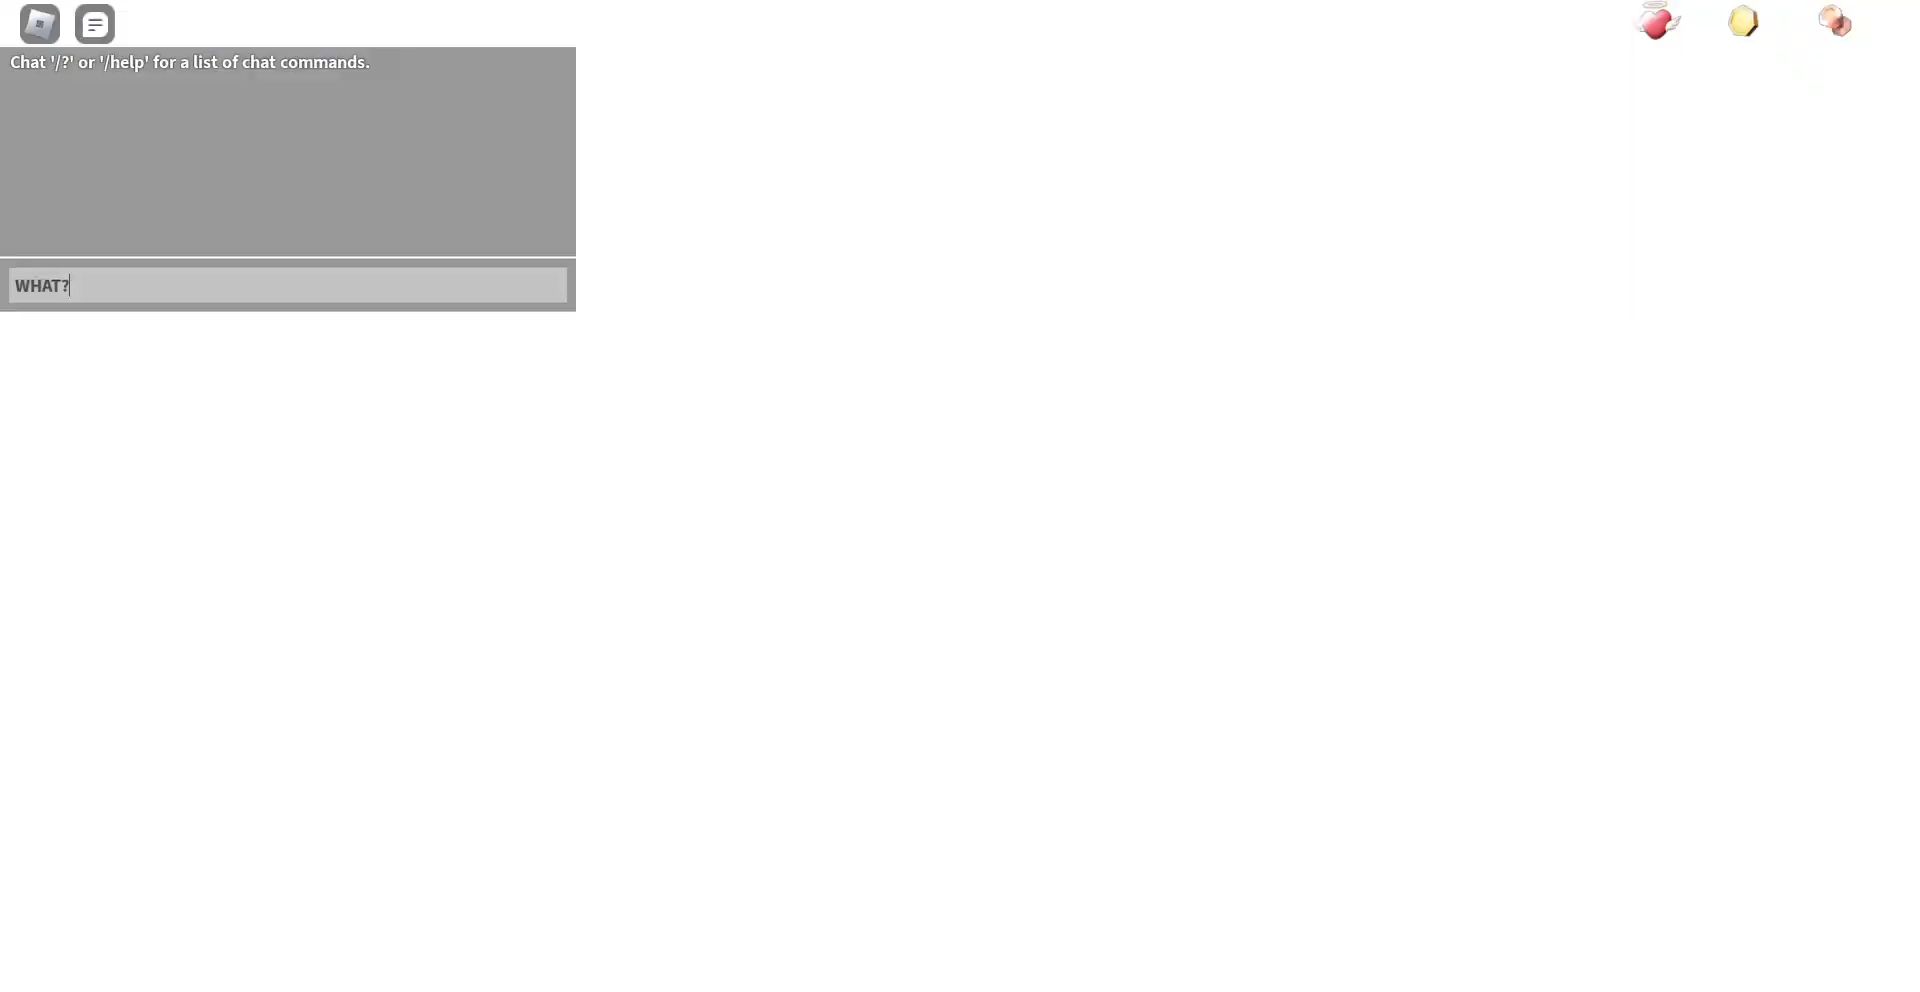 Chat '/?' or '/help' for a list of chat commands.
WHAT?